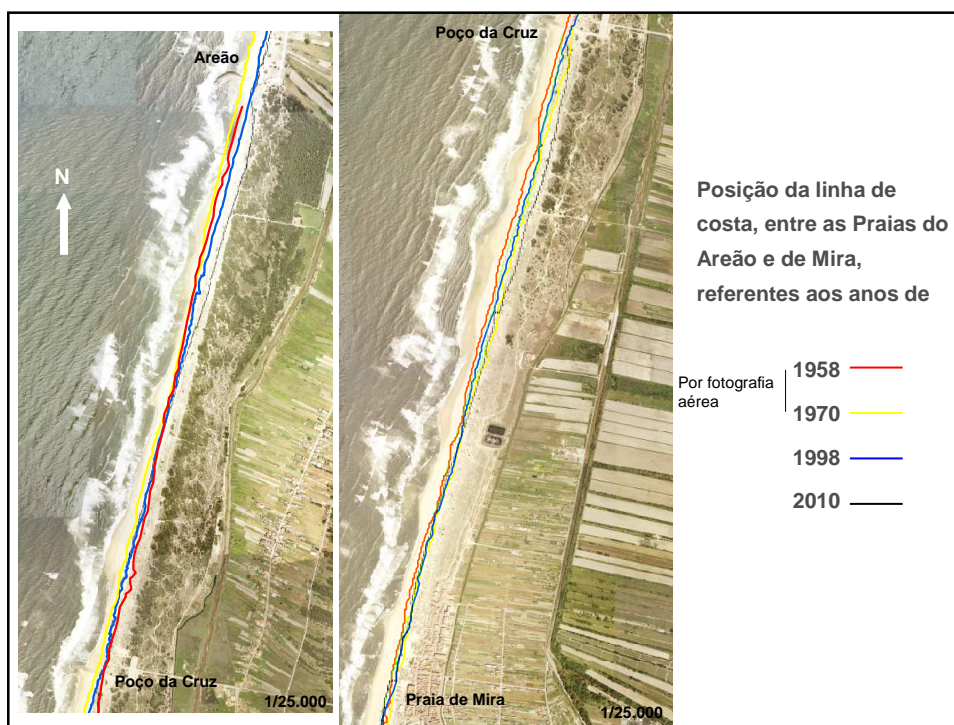 Areão
N
Poço da Cruz
1/25.000
Poço da Cruz
Praia de Mira
1/25.000
Posição da linha de
costa, entre as Praias do
Areão e de Mira,
referentes aos anos de
Por fotografia
aérea
1958
1970
1998
2010